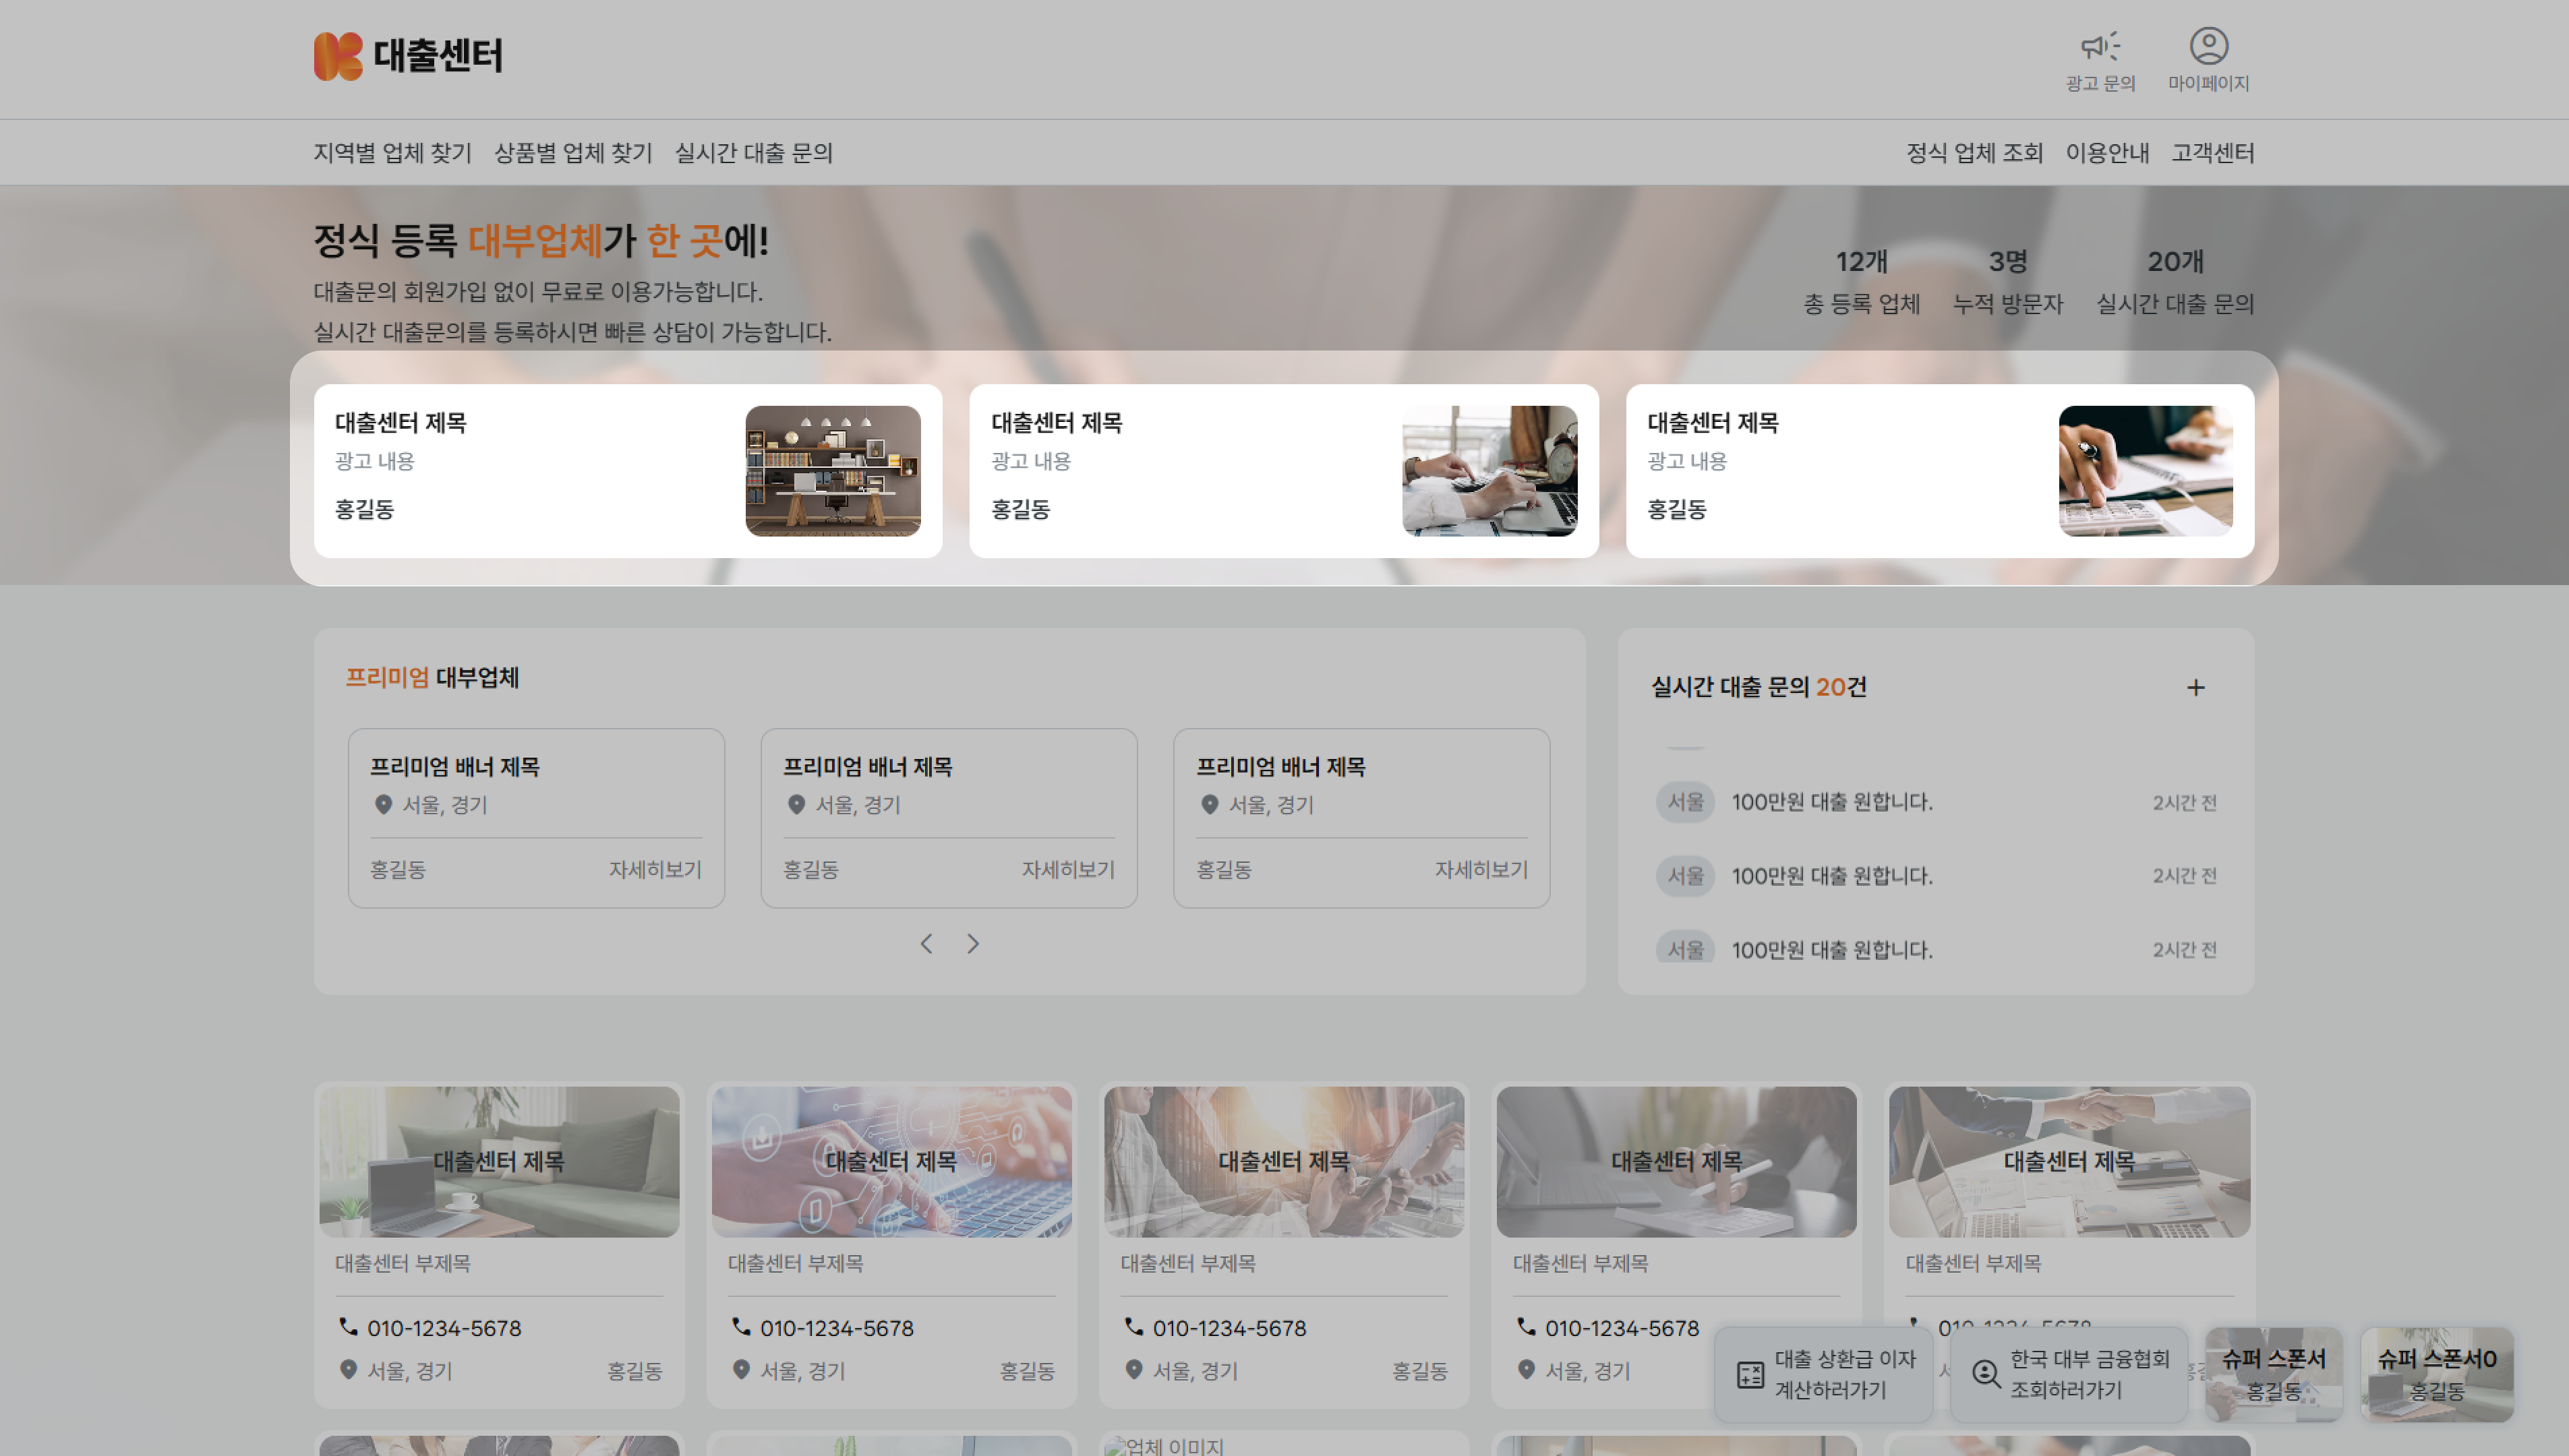 대출센터
광고 문의
마이페이지
지역별 업체 찾기
상품별 업체 찾기
실시간 대출 문의
정식 업체 조회
이용안내
고객센터
정식 등록 대부업체가 한 곳에!
대출문의 회원가입 없이 무료로 이용가능합니다.
실시간 대출문의를 등록하시면 빠른 상담이 가능합니다.
12개
총 등록 업체
3명
누적 방문자
20개
실시간 대출 문의
대출센터 제목
광고 내용
홍길동
대출센터 제목
광고 내용
홍길동
대출센터 제목
광고 내용
홍길동
프리미엄 대부업체
프리미엄 배너 제목
서울, 경기
홍길동
자세히보기
프리미엄 배너 제목
서울, 경기
홍길동
자세히보기
프리미엄 배너 제목
서울, 경기
홍길동
자세히보기
실시간 대출 문의 20건
서울 100만원 대출 원합니다. 2시간 전
서울 100만원 대출 원합니다. 2시간 전
서울 100만원 대출 원합니다. 2시간 전
대출센터 제목
대출센터 부제목
010-1234-5678
서울, 경기
홍길동
대출센터 제목
대출센터 부제목
010-1234-5678
서울, 경기
홍길동
대출센터 제목
대출센터 부제목
010-1234-5678
서울, 경기
홍길동
대출센터 제목
대출센터 부제목
010-1234-5678
서울, 경기
대출센터 제목
대출센터 부제목
대출 상환급 이자
계산하러가기
한국 대부 금융협회
조회하러가기
슈퍼 스폰서
홍길동
슈퍼 스폰서0
홍길동
업체 이미지